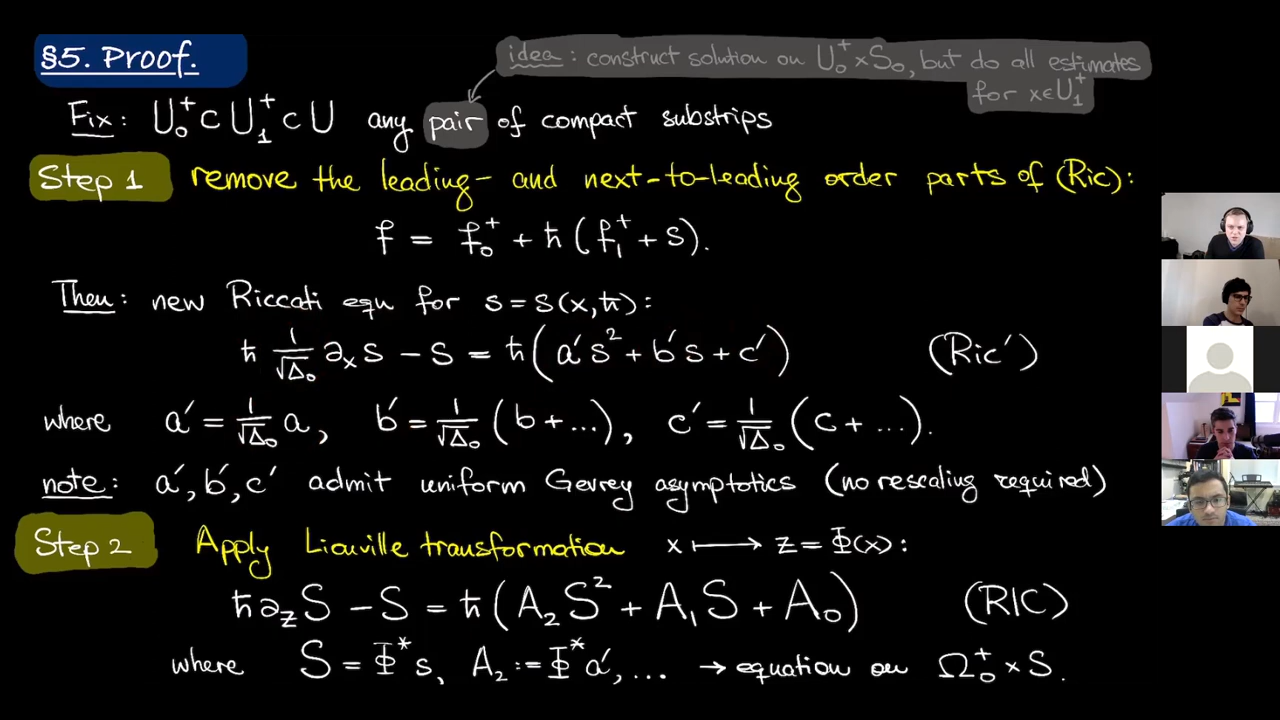 §5. Proof.
idea: construct solution on U₀⁺×S₀, but do all estimates
for x∈U₁⁺
Fix: U₀⁺ ⊂ U₁⁺ ⊂ U any pair of compact substrips
Step 1 remove the leading- and next-to-leading order parts of (Ric):
f = f₀⁺ + ħ(f₁⁺ + s).
Then: new Riccati equ for s = s(x,ħ):
ħ 1/√Δ₀ ∂ₓs − s = ħ(a′s² + b′s + c′) (Ric′)
where a′ = 1/√Δ₀ a, b′ = 1/√Δ₀ (b + ...), c′ = 1/√Δ₀ (c + ...).
note: a′, b′, c′ admit uniform Gevrey asymptotics (no rescaling required)
Step 2 Apply Liouville transformation x ⟼ z = Φ(x):
ħ∂_z S − S = ħ(A₂S² + A₁S + A₀) (RIC)
where S = Φ*s, A₂ := Φ*a′, ... → equation on Ω₀⁺ × S.